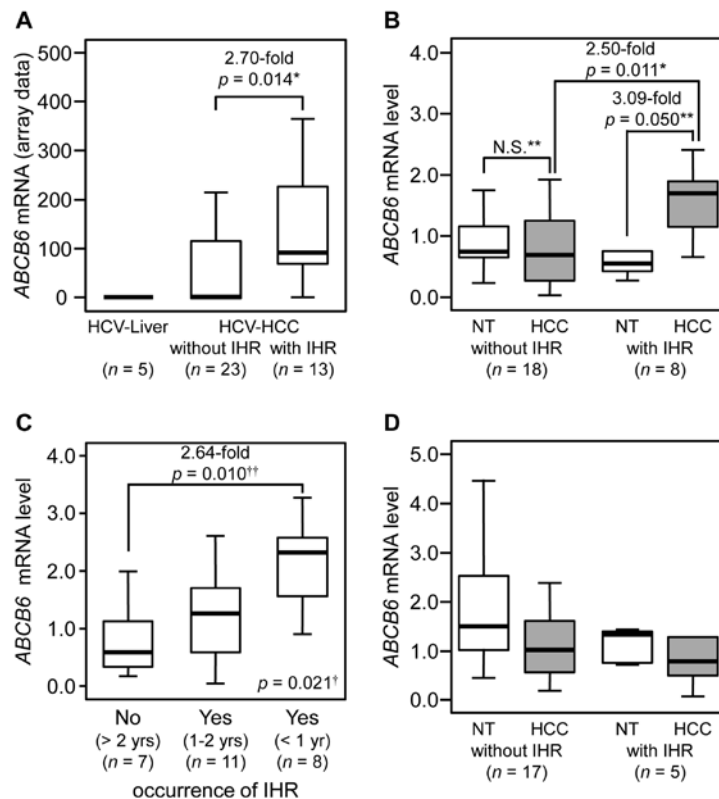 A
ABCB6 mRNA (array data)
500
400
300
200
100
0
2.70-fold
p = 0.014*
HCV-Liver
HCV-HCC
without IHR with IHR
(n = 5) (n = 23) (n = 13)
B
ABCB6 mRNA level
4.0
3.0
2.0
1.0
0.0
2.50-fold
p = 0.011*
3.09-fold
p = 0.050**
N.S.**
NT HCC NT HCC
without IHR with IHR
(n = 18) (n = 8)
C
ABCB6 mRNA level
4.0
3.0
2.0
1.0
0.0
2.64-fold
p = 0.010††
p = 0.021†
No Yes Yes
(> 2 yrs) (1-2 yrs) (< 1 yr)
(n = 7) (n = 11) (n = 8)
occurrence of IHR
D
ABCB6 mRNA level
5.0
4.0
5.0
2.0
1.0
0.0
NT HCC NT HCC
without IHR with IHR
(n = 17) (n = 5)